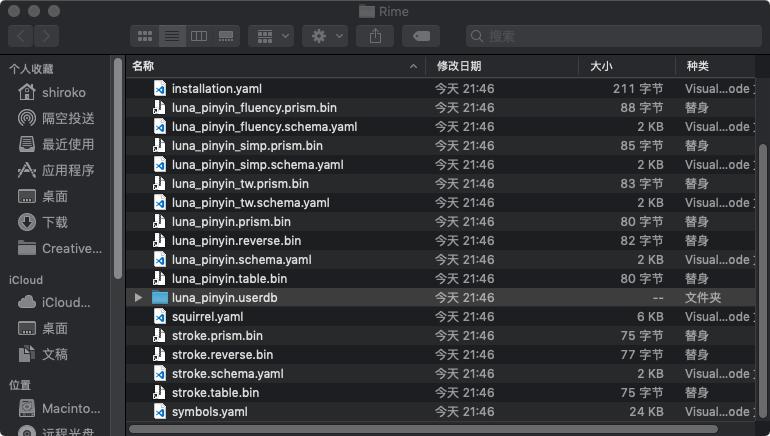 Rime
搜索
个人收藏
shiroko
隔空投送
最近使用
应用程序
桌面
下载
Creative...
iCloud
iCloud...
桌面
文稿
位置
Macinto...
远程光盘
名称 修改日期 大小 种类
installation.yaml 今天 21:46 211 字节 Visual...ode
luna_pinyin_fluency.prism.bin 今天 21:46 88 字节 替身
luna_pinyin_fluency.schema.yaml 今天 21:46 2 KB Visual...ode
luna_pinyin_simp.prism.bin 今天 21:46 85 字节 替身
luna_pinyin_simp.schema.yaml 今天 21:46 2 KB Visual...ode
luna_pinyin_tw.prism.bin 今天 21:46 83 字节 替身
luna_pinyin_tw.schema.yaml 今天 21:46 2 KB Visual...ode
luna_pinyin.prism.bin 今天 21:46 80 字节 替身
luna_pinyin.reverse.bin 今天 21:46 82 字节 替身
luna_pinyin.schema.yaml 今天 21:46 2 KB Visual...ode
luna_pinyin.table.bin 今天 21:46 80 字节 替身
luna_pinyin.userdb 今天 21:46 -- 文件夹
squirrel.yaml 今天 21:46 6 KB Visual...ode
stroke.prism.bin 今天 21:46 75 字节 替身
stroke.reverse.bin 今天 21:46 77 字节 替身
stroke.schema.yaml 今天 21:46 2 KB Visual...ode
stroke.table.bin 今天 21:46 75 字节 替身
symbols.yaml 今天 21:46 24 KB Visual...ode